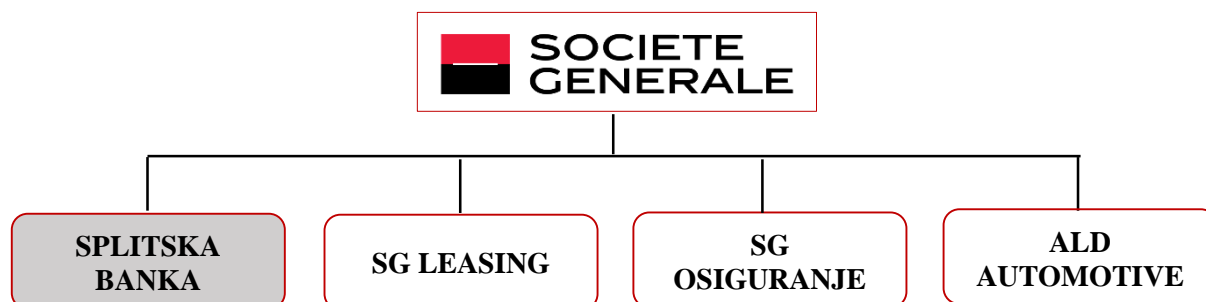 SOCIETE
GENERALE
SPLITSKA
BANKA
SG LEASING
SG
OSIGURANJE
ALD
AUTOMOTIVE